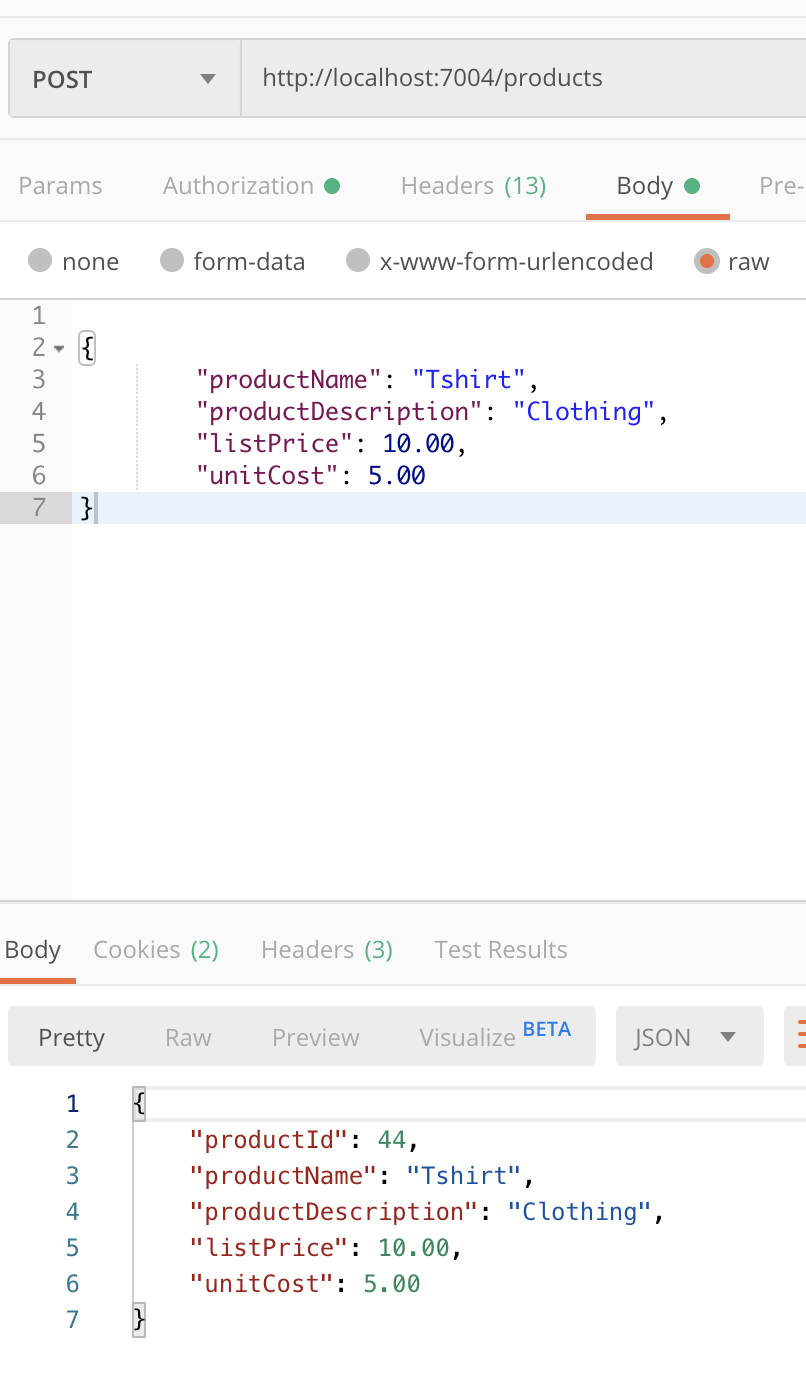 POST http://localhost:7004/products
Params Authorization Headers (13) Body Pre-
none form-data x-www-form-urlencoded raw
1
2 {
3 "productName": "Tshirt",
4 "productDescription": "Clothing",
5 "listPrice": 10.00,
6 "unitCost": 5.00
7 }
Body Cookies (2) Headers (3) Test Results
Pretty Raw Preview Visualize BETA JSON
1 {
2 "productId": 44,
3 "productName": "Tshirt",
4 "productDescription": "Clothing",
5 "listPrice": 10.00,
6 "unitCost": 5.00
7 }